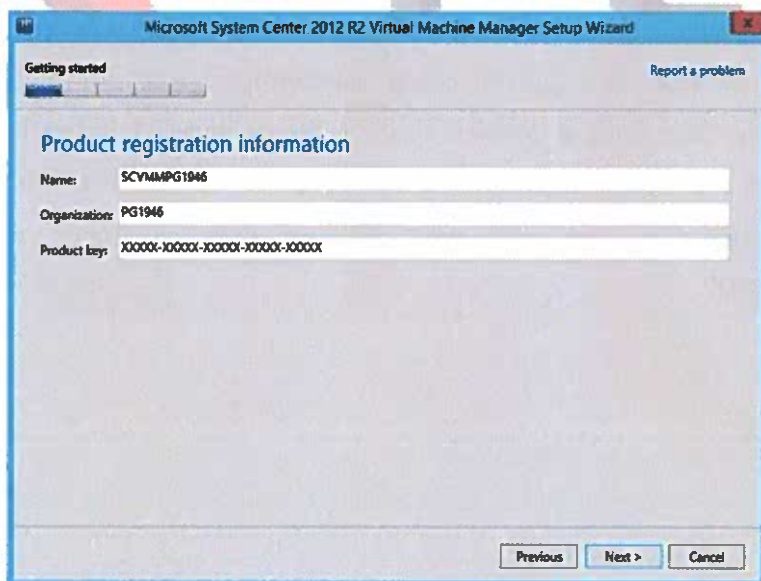 Microsoft System Center 2012 R2 Virtual Machine Manager Setup Wizard
x
Getting started
Report a problem
Product registration information
Name: SCVMMPG1946
Organization: PG1946
Product key: XXXXX-XXXXX-XXXXX-XXXXX-XXXXX
Previous
Next >
Cancel